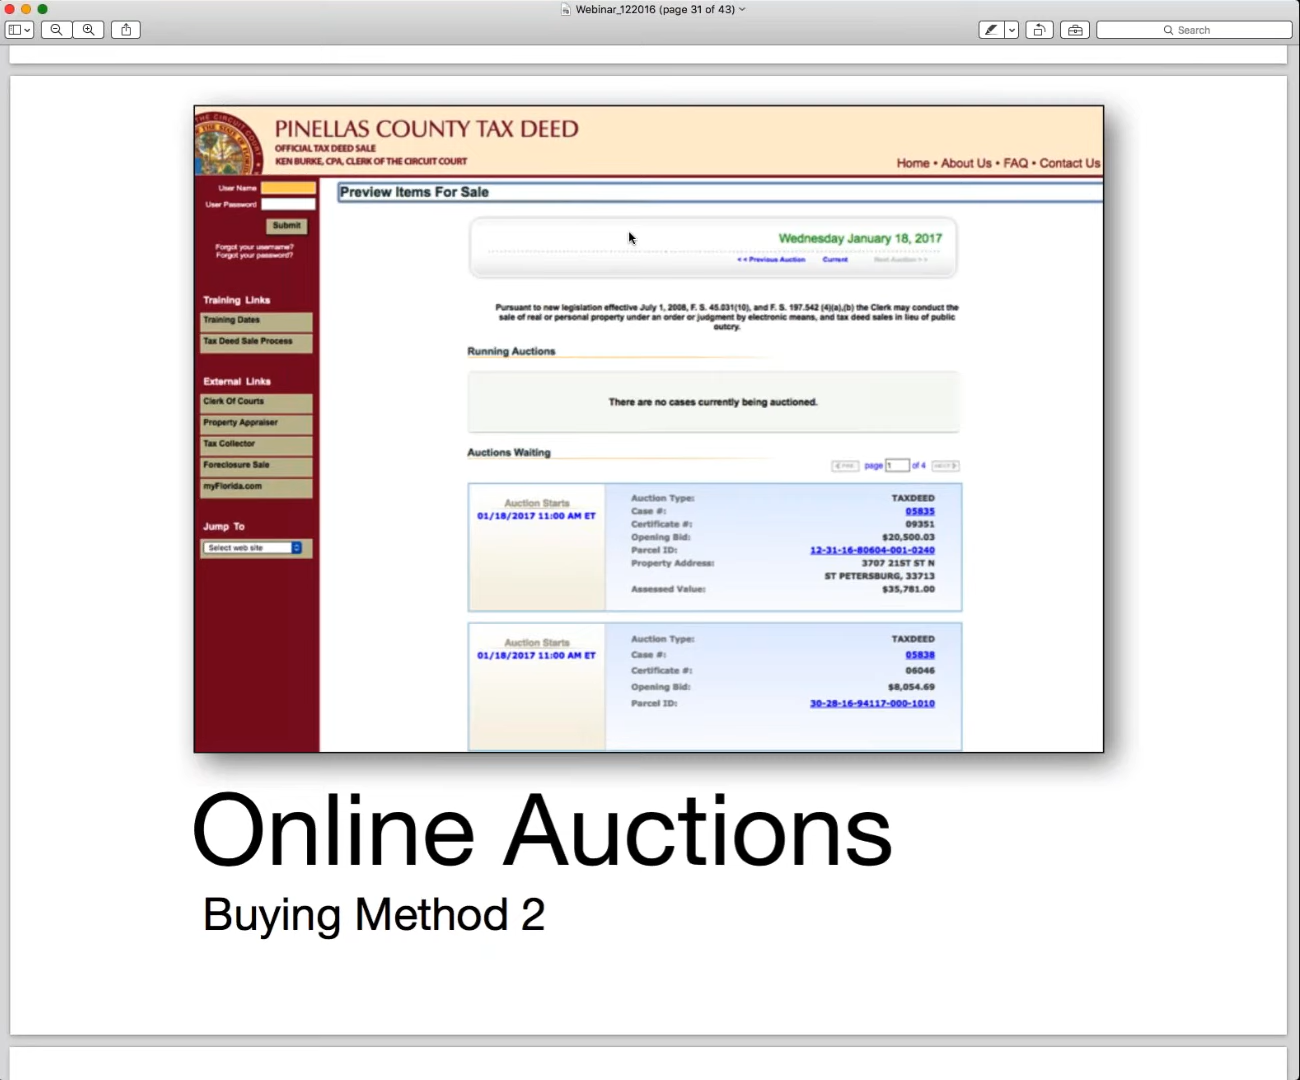 Webinar_122016 (page 31 of 43)
Search
PINELLAS COUNTY TAX DEED
OFFICIAL TAX DEED SALE
KEN BURKE, CPA, CLERK OF THE CIRCUIT COURT
Home • About Us • FAQ • Contact Us
User Name
User Password
Submit
Forgot your username?
Forgot your password?
Training Links
Training Dates
Tax Deed Sale Process
External Links
Clerk Of Courts
Property Appraiser
Tax Collector
Foreclosure Sale
myFlorida.com
Jump To
Select web site
Preview Items For Sale
Wednesday January 18, 2017
<< Previous Auction Current Next Auction >>
Pursuant to new legislation effective July 1, 2008, F. S. 45.031(10), and F. S. 197.542 (4)(a),(b) the Clerk may conduct the
sale of real or personal property under an order or judgment by electronic means, and tax deed sales in lieu of public
outcry.
Running Auctions
There are no cases currently being auctioned.
Auctions Waiting
page 1 of 4
Auction Starts
01/18/2017 11:00 AM ET
Auction Type: TAXDEED
Case #: 05835
Certificate #: 09351
Opening Bid: $20,500.03
Parcel ID: 12-31-16-80604-001-0240
Property Address: 3707 21ST ST N
ST PETERSBURG, 33713
Assessed Value: $35,781.00
Auction Starts
01/18/2017 11:00 AM ET
Auction Type: TAXDEED
Case #: 05838
Certificate #: 06046
Opening Bid: $8,054.69
Parcel ID: 30-28-16-94117-000-1010
Online Auctions
Buying Method 2